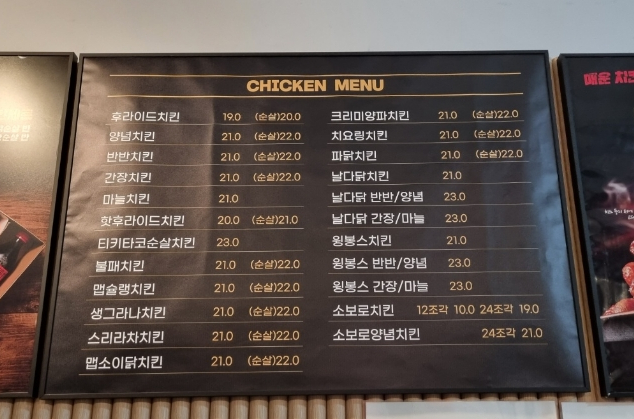 CHICKEN MENU
후라이드치킨 19.0 (순살)20.0
양념치킨 21.0 (순살)22.0
반반치킨 21.0 (순살)22.0
간장치킨 21.0 (순살)22.0
마늘치킨 21.0
핫후라이드치킨 20.0 (순살)21.0
티키타코순살치킨 23.0
볼패치킨 21.0 (순살)22.0
맵슐랭치킨 21.0 (순살)22.0
생그라나치킨 21.0 (순살)22.0
스리라차치킨 21.0 (순살)22.0
맵소이닭치킨 21.0 (순살)22.0
크리미양파치킨 21.0 (순살)22.0
치요링치킨 21.0 (순살)22.0
파닭치킨 21.0 (순살)22.0
날다닭치킨 21.0
날다닭 반반/양념 23.0
날다닭 간장/마늘 23.0
윙봉스치킨 21.0
윙봉스 반반/양념 23.0
윙봉스 간장/마늘 23.0
소보로치킨 12조각 10.0 24조각 19.0
소보로양념치킨 24조각 21.0
매운